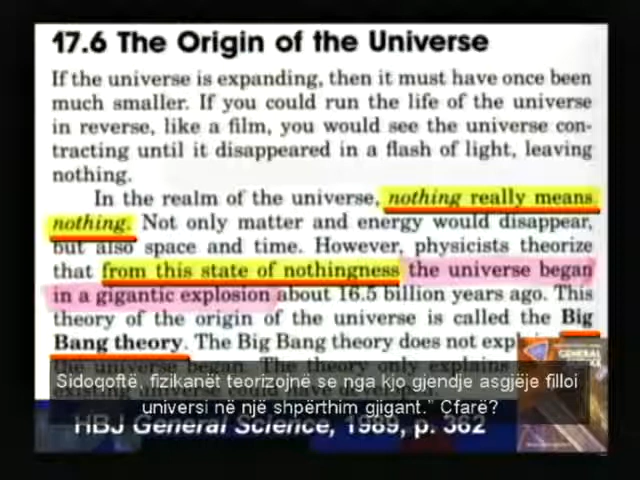 17.6 The Origin of the Universe
If the universe is expanding, then it must have once been
much smaller. If you could run the life of the universe
in reverse, like a film, you would see the universe con-
tracting until it disappeared in a flash of light, leaving
nothing.
In the realm of the universe, nothing really means
nothing. Not only matter and energy would disappear,
but also space and time. However, physicists theorize
that from this state of nothingness the universe began
in a gigantic explosion about 16.5 billion years ago. This
theory of the origin of the universe is called the Big
Bang theory. The Big Bang theory does not
the universe began. The theory only explains
Sidoqoftë, fizikanët teorizojnë se nga kjo gjendje asgjëje filloi
universi në një shpërthim gjigant." Çfarë?
HBJ General Science, 1989, p. 362
GENERAL